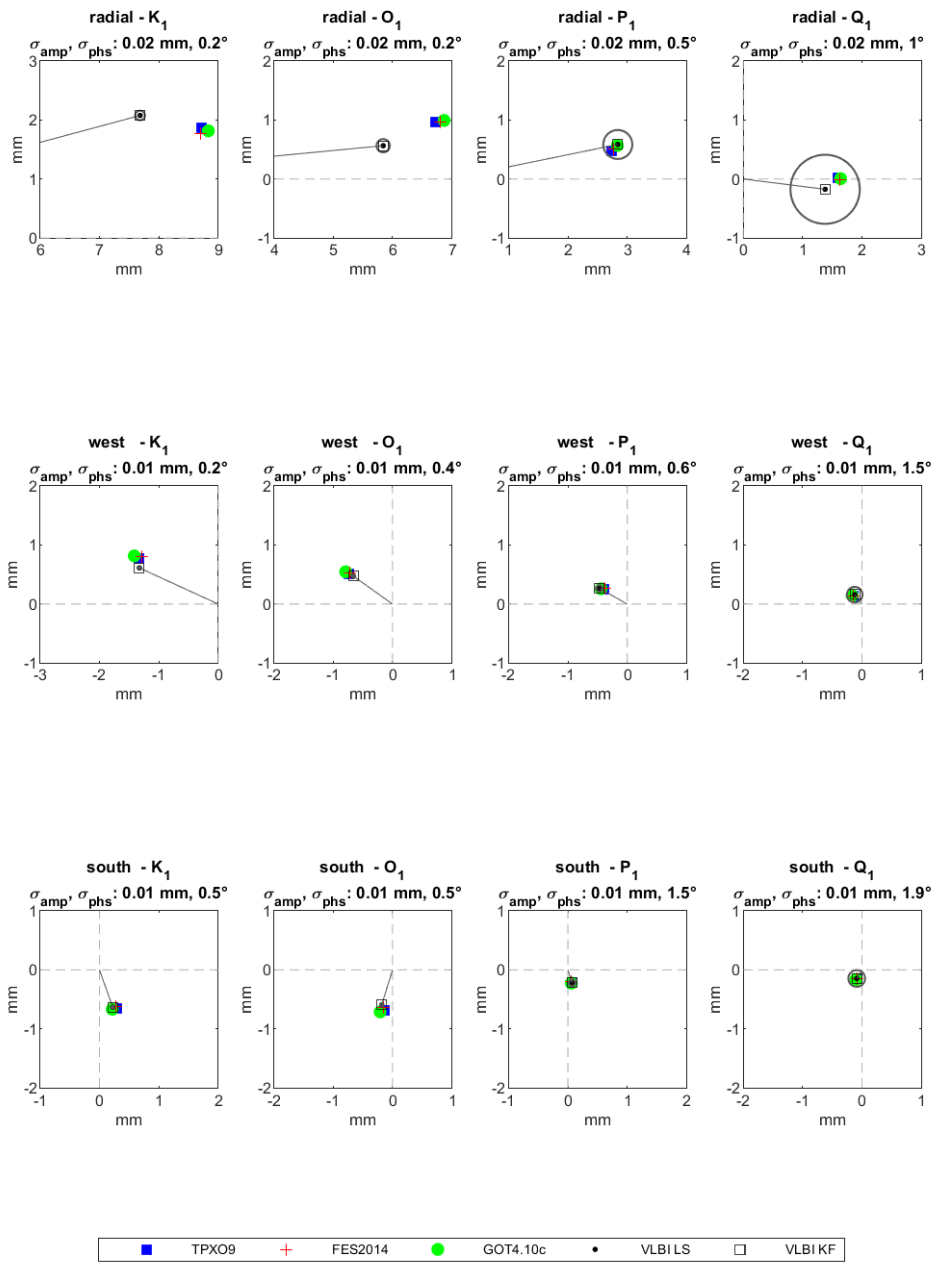 radial - K1 radial - O1 radial - P1 radial - Q1
σamp, σphs: 0.02 mm, 0.2° σamp, σphs: 0.02 mm, 0.2° σamp, σphs: 0.02 mm, 0.5° σamp, σphs: 0.02 mm, 1°
3 2 2 2
2 1 1 1
mm mm mm mm
1 0 0 0
0 -1 -1 -1
6 7 8 9 4 5 6 7 1 2 3 4 0 1 2 3
mm mm mm mm
west - K1 west - O1 west - P1 west - Q1
σamp, σphs: 0.01 mm, 0.2° σamp, σphs: 0.01 mm, 0.4° σamp, σphs: 0.01 mm, 0.6° σamp, σphs: 0.01 mm, 1.5°
2 2 2 2
1 1 1 1
mm mm mm mm
0 0 0 0
-1 -1 -1 -1
-3 -2 -1 0 -2 -1 0 1 -2 -1 0 1 -2 -1 0 1
mm mm mm mm
south - K1 south - O1 south - P1 south - Q1
σamp, σphs: 0.01 mm, 0.5° σamp, σphs: 0.01 mm, 0.5° σamp, σphs: 0.01 mm, 1.5° σamp, σphs: 0.01 mm, 1.9°
1 1 1 1
0 0 0 0
mm mm mm mm
-1 -1 -1 -1
-2 -2 -2 -2
-1 0 1 2 -2 -1 0 1 -1 0 1 2 -2 -1 0 1
mm mm mm mm
TPXO9 FES2014 GOT4.10c VLBI LS VLBI KF